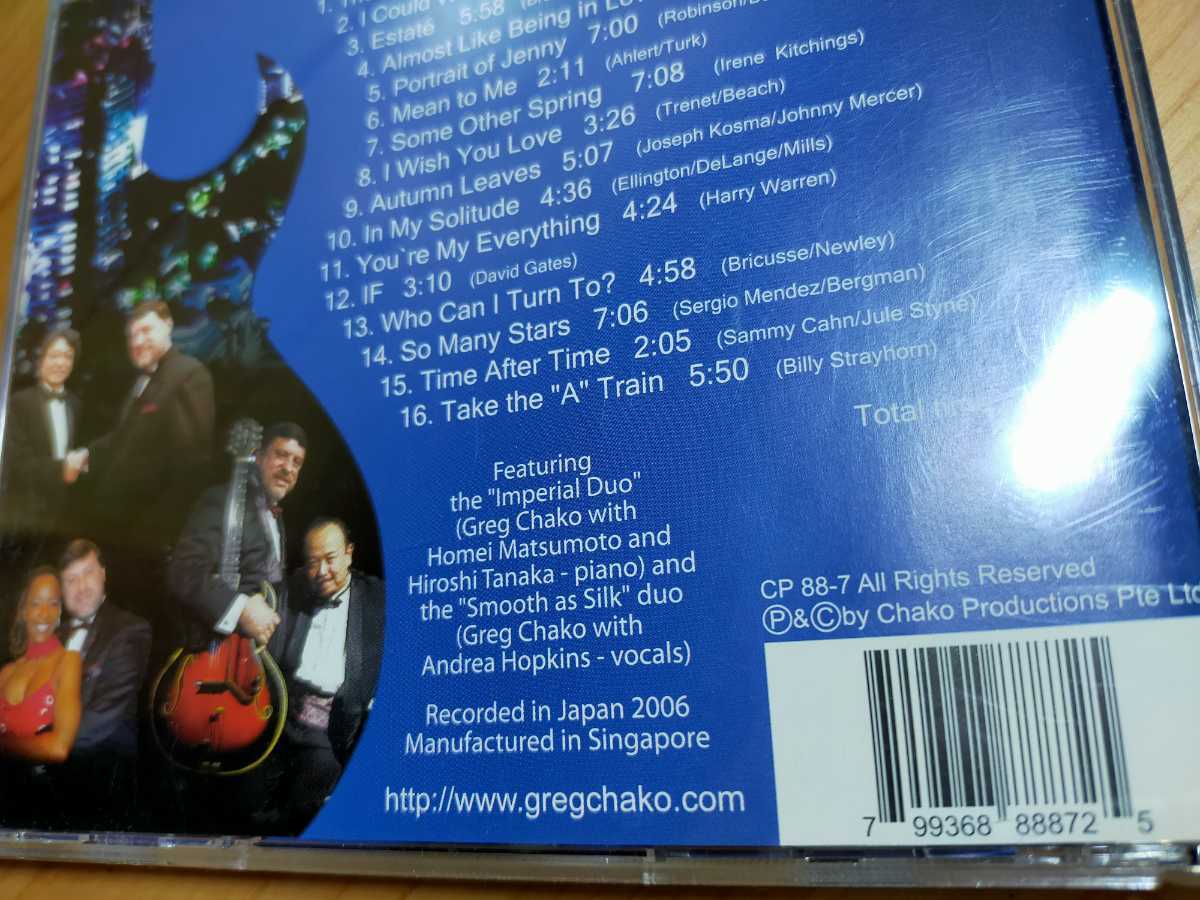 2. I Could
3. Estaté 5:58
4. Almost Like Being in
5. Portrait of Jenny 7:00 (Robinson/
6. Mean to Me 2:11 (Ahlert/Turk)
7. Some Other Spring 7:08 (Irene Kitchings)
8. I Wish You Love 3:26 (Trenet/Beach)
9. Autumn Leaves 5:07 (Joseph Kosma/Johnny Mercer)
10. In My Solitude 4:36 (Ellington/DeLange/Mills)
11. You`re My Everything 4:24 (Harry Warren)
12. IF 3:10 (David Gates)
13. Who Can I Turn To? 4:58 (Bricusse/Newley)
14. So Many Stars 7:06 (Sergio Mendez/Bergman)
15. Time After Time 2:05 (Sammy Cahn/Jule Styne)
16. Take the "A" Train 5:50 (Billy Strayhorn)
Total
Featuring
the "Imperial Duo"
(Greg Chako with
Homei Matsumoto and
Hiroshi Tanaka - piano) and
the "Smooth as Silk" duo
(Greg Chako with
Andrea Hopkins - vocals)
Recorded in Japan 2006
Manufactured in Singapore
http://www.gregchako.com
CP 88-7 All Rights Reserved
Ⓟ&Ⓒby Chako Productions Pte Ltd
7 99368 88872 5